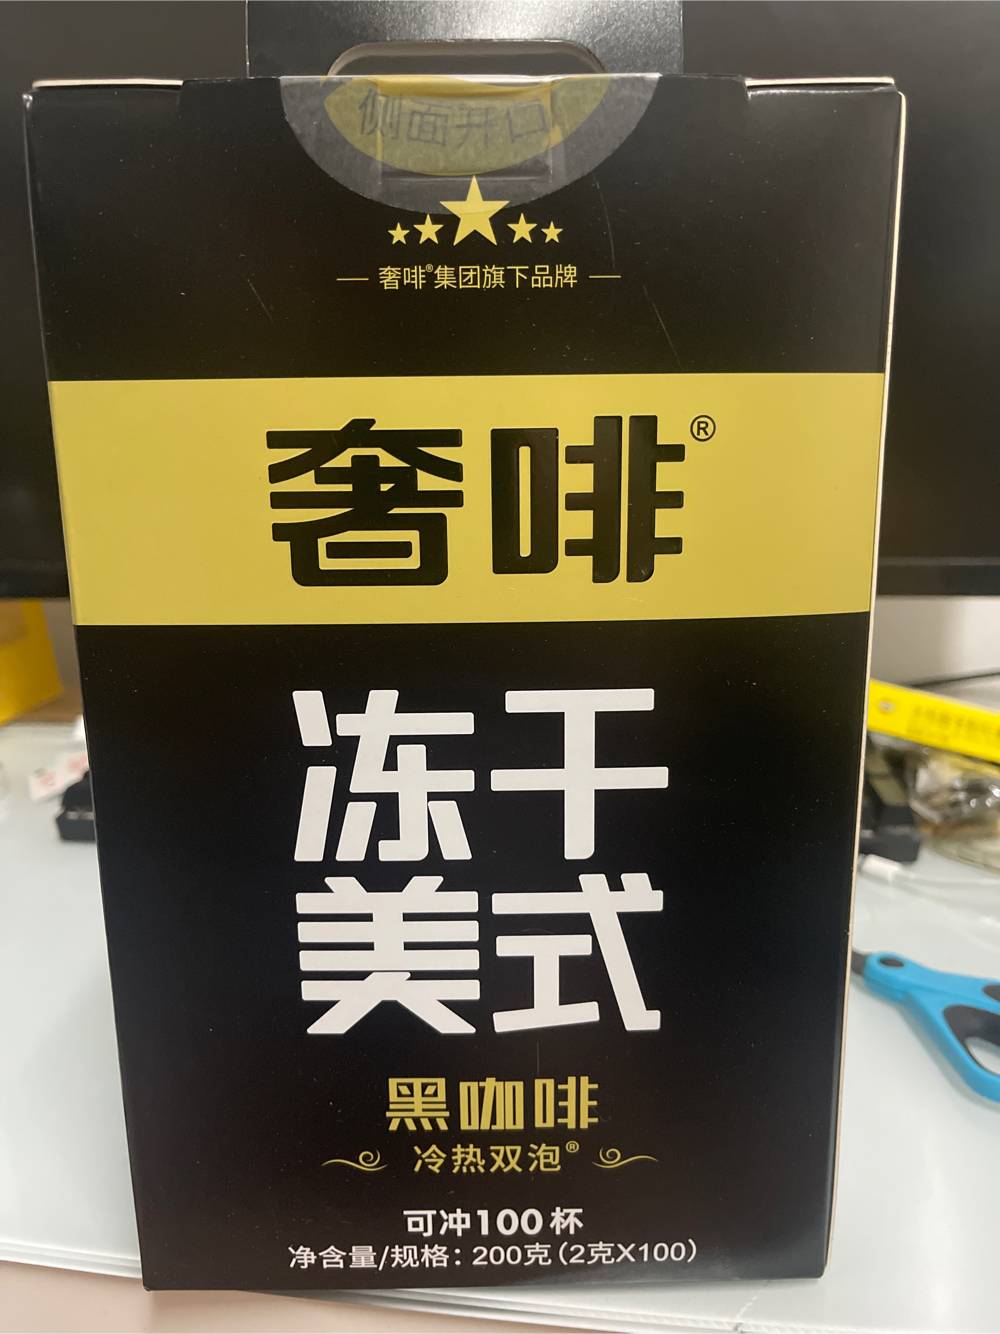 侧面开口
奢啡®集团旗下品牌
奢啡®
冻干
美式
黑咖啡
冷热双泡®
可冲100杯
净含量/规格：200克（2克X100）